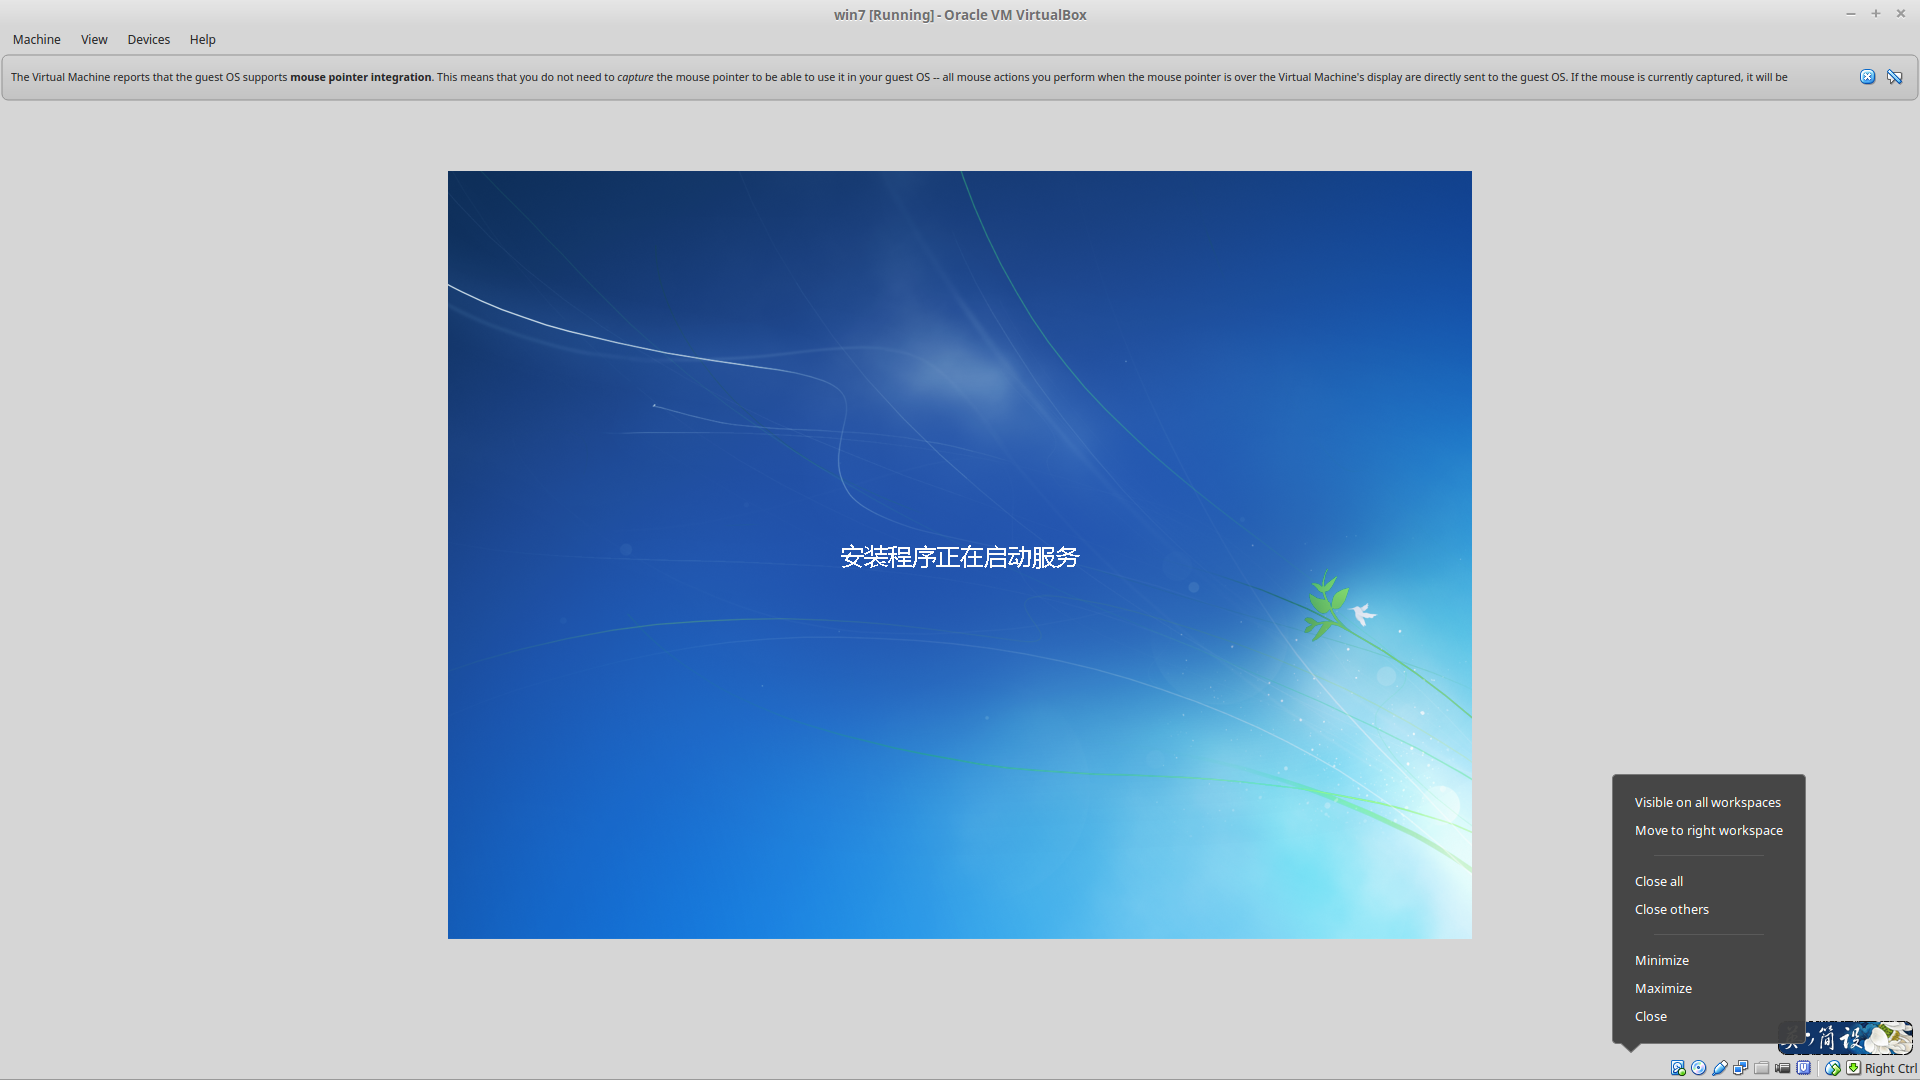 win7 [Running] - Oracle VM VirtualBox
Machine View Devices Help
The Virtual Machine reports that the guest OS supports mouse pointer integration. This means that you do not need to capture the mouse pointer to be able to use it in your guest OS -- all mouse actions you perform when the mouse pointer is over the Virtual Machine's display are directly sent to the guest OS. If the mouse is currently captured, it will be
安装程序正在启动服务
Visible on all workspaces
Move to right workspace
Close all
Close others
Minimize
Maximize
Close
简设
Right Ctrl